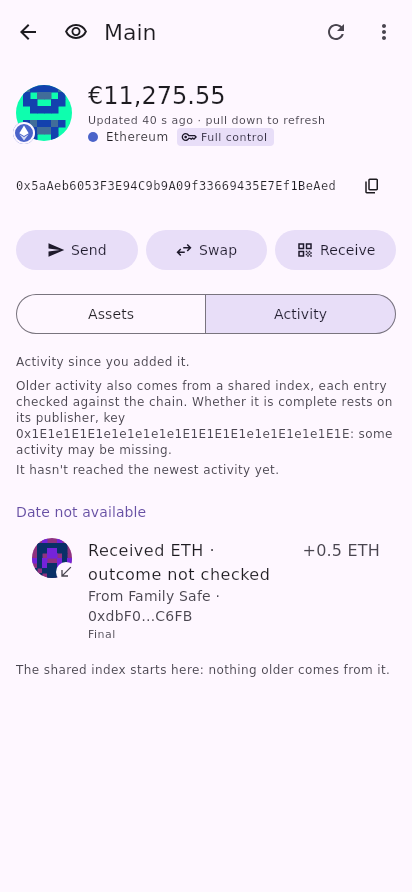 Main
€11,275.55
Updated 40 s ago · pull down to refresh
Ethereum Full control
0x5aAeb6053F3E94C9b9A09f33669435E7Ef1BeAed
Send Swap Receive
Assets Activity
Activity since you added it.
Older activity also comes from a shared index, each entry
checked against the chain. Whether it is complete rests on
its publisher, key
0x1E1e1E1E1e1e1e1e1e1E1E1E1E1e1e1E1e1e1e1E: some
activity may be missing.
It hasn't reached the newest activity yet.
Date not available
Received ETH · +0.5 ETH
outcome not checked
From Family Safe ·
0xdbF0...C6FB
Final
The shared index starts here: nothing older comes from it.